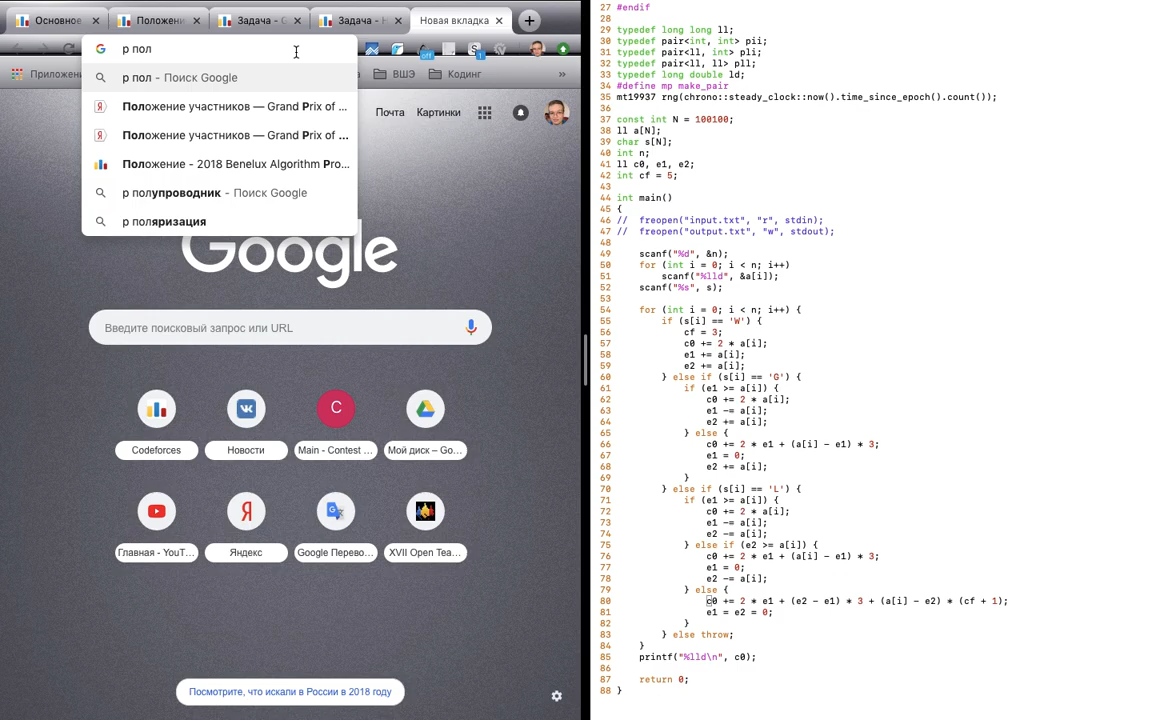 Основное
Положен
Задача - G
Задача - H
Новая вкладка
р пол
р пол - Поиск Google
Положение участников — Grand Prix of ...
Положение участников — Grand Prix of ...
Положение - 2018 Benelux Algorithm Pro...
р полупроводник - Поиск Google
р поляризация
off
1
Приложен
а
ВШЭ
Кодинг
»
Почта
Картинки
Google
Введите поисковый запрос или URL
C
Codeforces
Новости
Main - Contest ...
Мой диск – Go...
Я
Главная - YouT...
Яндекс
Google Перево...
XVII Open Tea...
Посмотрите, что искали в России в 2018 году
27 #endif
28
29 typedef long long ll;
30 typedef pair<int, int> pii;
31 typedef pair<ll, int> pli;
32 typedef pair<ll, ll> pll;
33 typedef long double ld;
34 #define mp make_pair
35 mt19937 rng(chrono::steady_clock::now().time_since_epoch().count());
36
37 const int N = 100100;
38 ll a[N];
39 char s[N];
40 int n;
41 ll c0, e1, e2;
42 int cf = 5;
43
44 int main()
45 {
46 // freopen("input.txt", "r", stdin);
47 // freopen("output.txt", "w", stdout);
48
49 scanf("%d", &n);
50 for (int i = 0; i < n; i++)
51 scanf("%lld", &a[i]);
52 scanf("%s", s);
53
54 for (int i = 0; i < n; i++) {
55 if (s[i] == 'W') {
56 cf = 3;
57 c0 += 2 * a[i];
58 e1 += a[i];
59 e2 += a[i];
60 } else if (s[i] == 'G') {
61 if (e1 >= a[i]) {
62 c0 += 2 * a[i];
63 e1 -= a[i];
64 e2 += a[i];
65 } else {
66 c0 += 2 * e1 + (a[i] - e1) * 3;
67 e1 = 0;
68 e2 += a[i];
69 }
70 } else if (s[i] == 'L') {
71 if (e1 >= a[i]) {
72 c0 += 2 * a[i];
73 e1 -= a[i];
74 e2 -= a[i];
75 } else if (e2 >= a[i]) {
76 c0 += 2 * e1 + (a[i] - e1) * 3;
77 e1 = 0;
78 e2 -= a[i];
79 } else {
80 c0 += 2 * e1 + (e2 - e1) * 3 + (a[i] - e2) * (cf + 1);
81 e1 = e2 = 0;
82 }
83 } else throw;
84 }
85 printf("%lld\n", c0);
86
87 return 0;
88 }